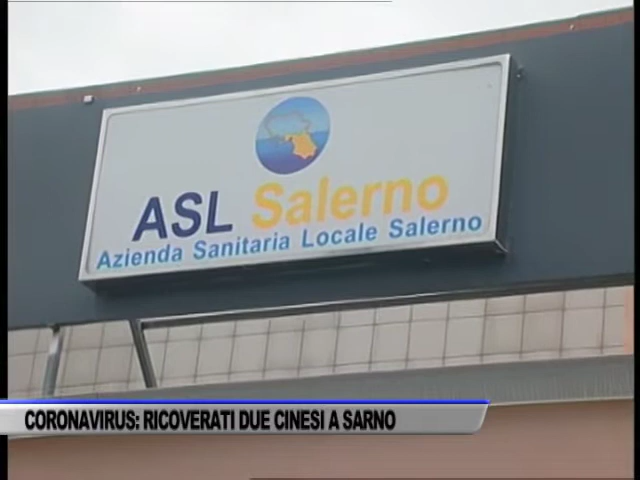 ASL Salerno
Azienda Sanitaria Locale Salerno
CORONAVIRUS: RICOVERATI DUE CINESI A SARNO